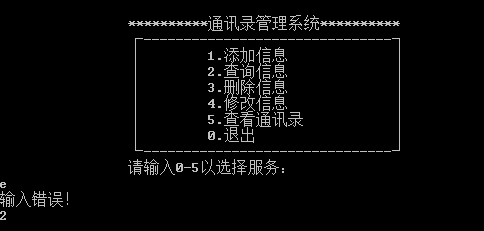 **********通讯录管理系统**********
1.添加信息
2.查询信息
3.删除信息
4.修改信息
5.查看通讯录
0.退出
请输入0-5以选择服务:
e
输入错误!
2